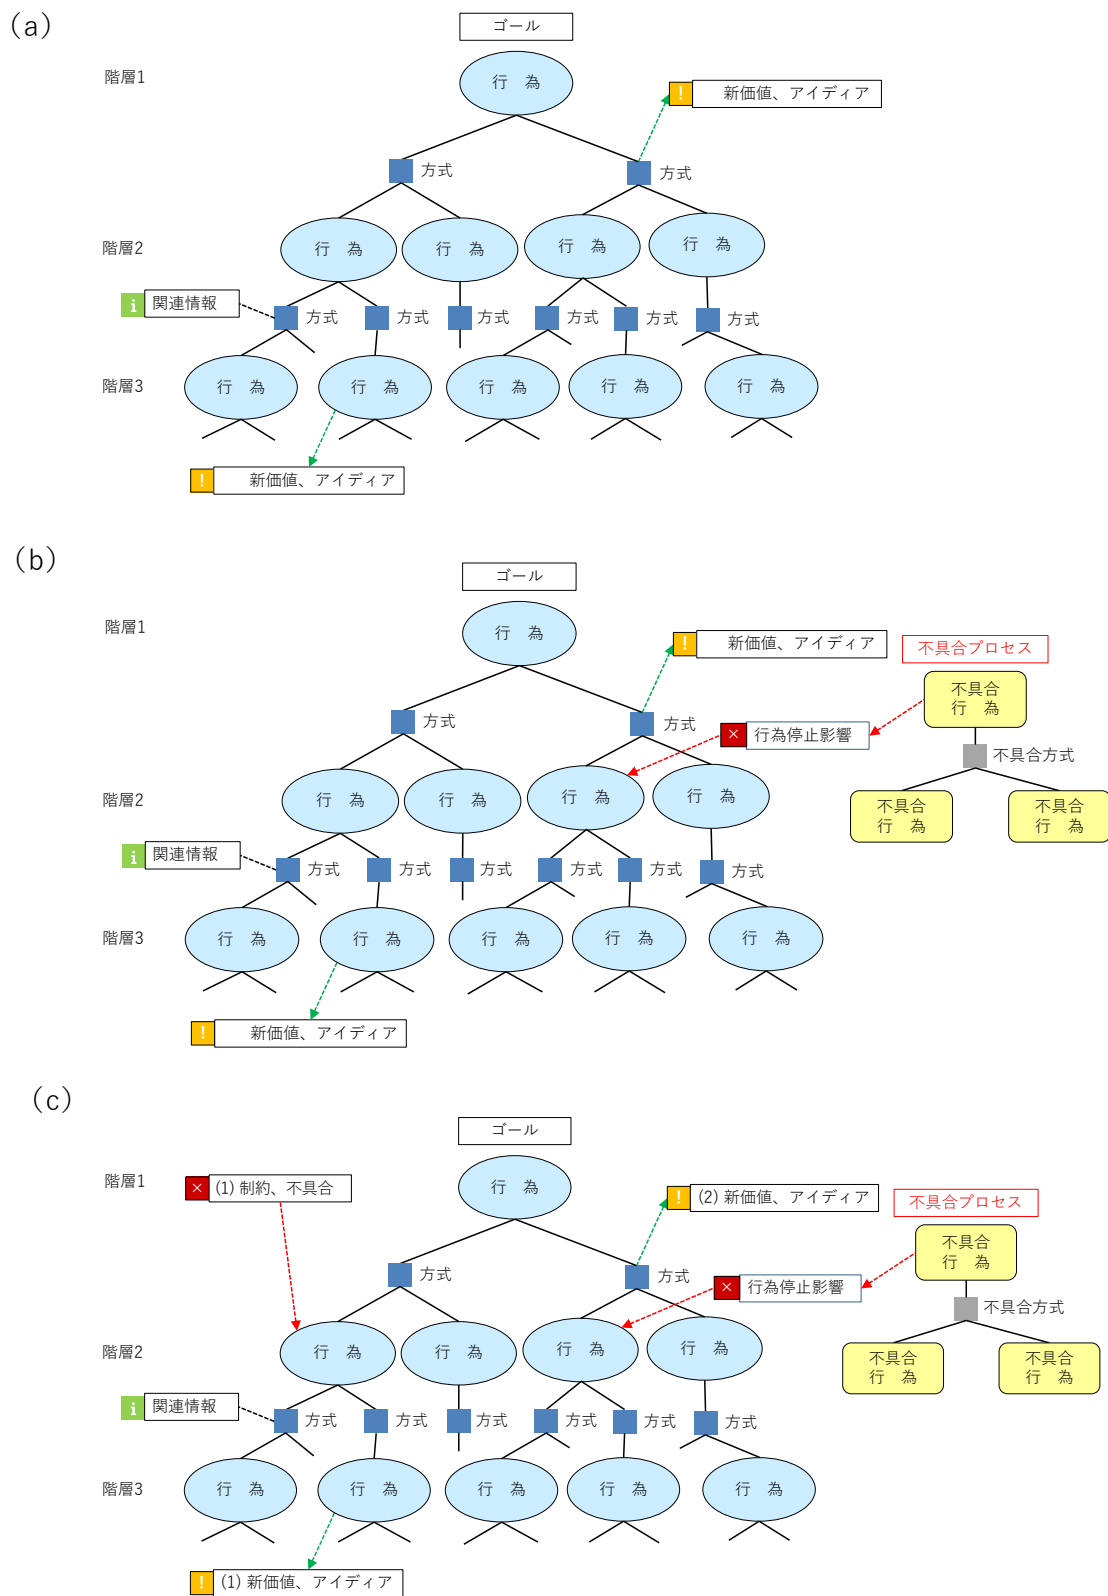 (a)
ゴール
階層1
行 為
! 新価値、アイディア
方式
方式
階層2
行 為
行 為
行 為
行 為
i 関連情報
方式
方式
方式
方式
方式
方式
階層3
行 為
行 為
行 為
行 為
行 為
! 新価値、アイディア
(b)
ゴール
階層1
行 為
! 新価値、アイディア
不具合プロセス
不具合
行 為
方式
方式
× 行為停止影響
不具合方式
階層2
行 為
行 為
行 為
行 為
不具合
行 為
不具合
行 為
i 関連情報
方式
方式
方式
方式
方式
方式
階層3
行 為
行 為
行 為
行 為
行 為
! 新価値、アイディア
(c)
ゴール
階層1
× (1) 制約、不具合
行 為
! (2) 新価値、アイディア
不具合プロセス
不具合
行 為
方式
方式
× 行為停止影響
不具合方式
階層2
行 為
行 為
行 為
行 為
不具合
行 為
不具合
行 為
i 関連情報
方式
方式
方式
方式
方式
方式
階層3
行 為
行 為
行 為
行 為
行 為
! (1) 新価値、アイディア